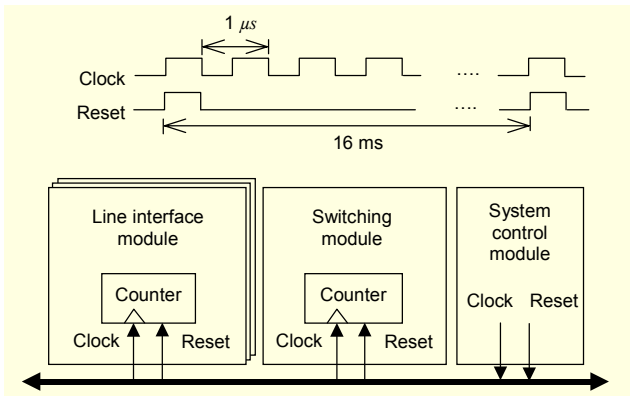 1 μs
Clock
....
Reset
....
16 ms
Line interface
module
Counter
Clock
Reset
Switching
module
Counter
Clock
Reset
System
control
module
Clock
Reset